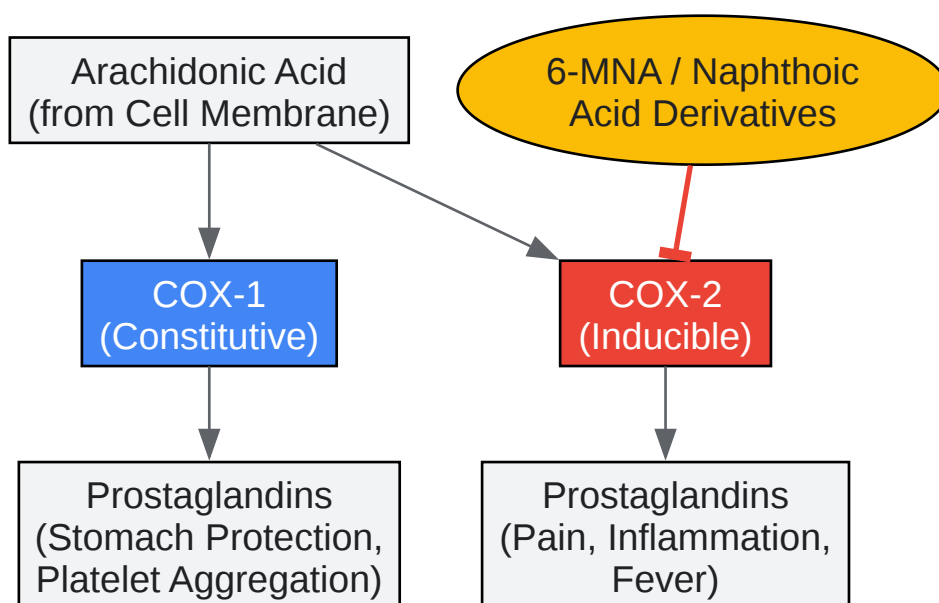 Arachidonic Acid
(from Cell Membrane)
6-MNA / Naphthoic
Acid Derivatives
COX-1
(Constitutive)
COX-2
(Inducible)
Prostaglandins
(Stomach Protection,
Platelet Aggregation)
Prostaglandins
(Pain, Inflammation,
Fever)